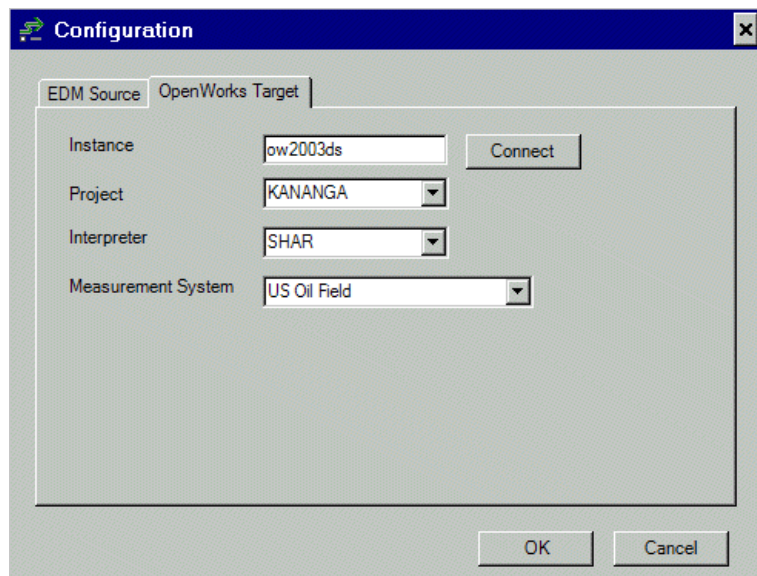 Configuration
EDM Source OpenWorks Target
Instance ow2003ds Connect
Project KANANGA
Interpreter SHAR
Measurement System US Oil Field
OK Cancel